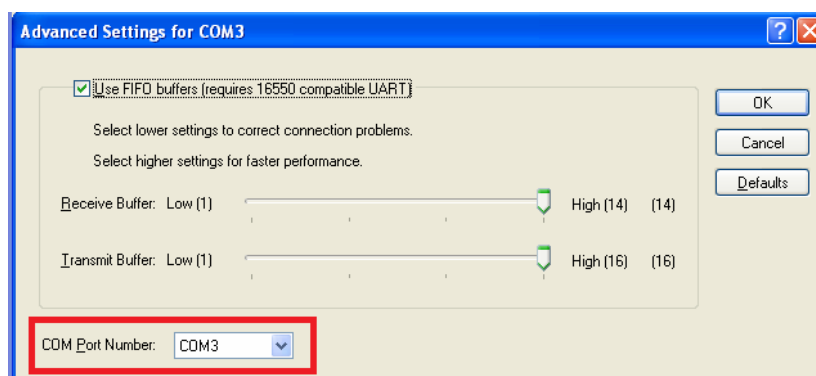 Advanced Settings for COM3
Use FIFO buffers (requires 16550 compatible UART)
OK
Select lower settings to correct connection problems.
Cancel
Select higher settings for faster performance.
Defaults
Receive Buffer: Low (1) High (14) (14)
Transmit Buffer: Low (1) High (16) (16)
COM Port Number: COM3